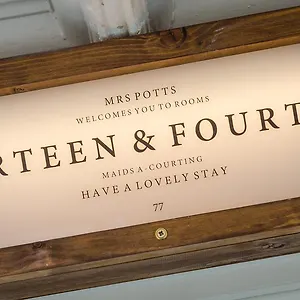 MRS POTTS
WELCOMES YOU TO ROOMS
RTEEN & FOURT
MAIDS A-COURTING
HAVE A LOVELY STAY
77